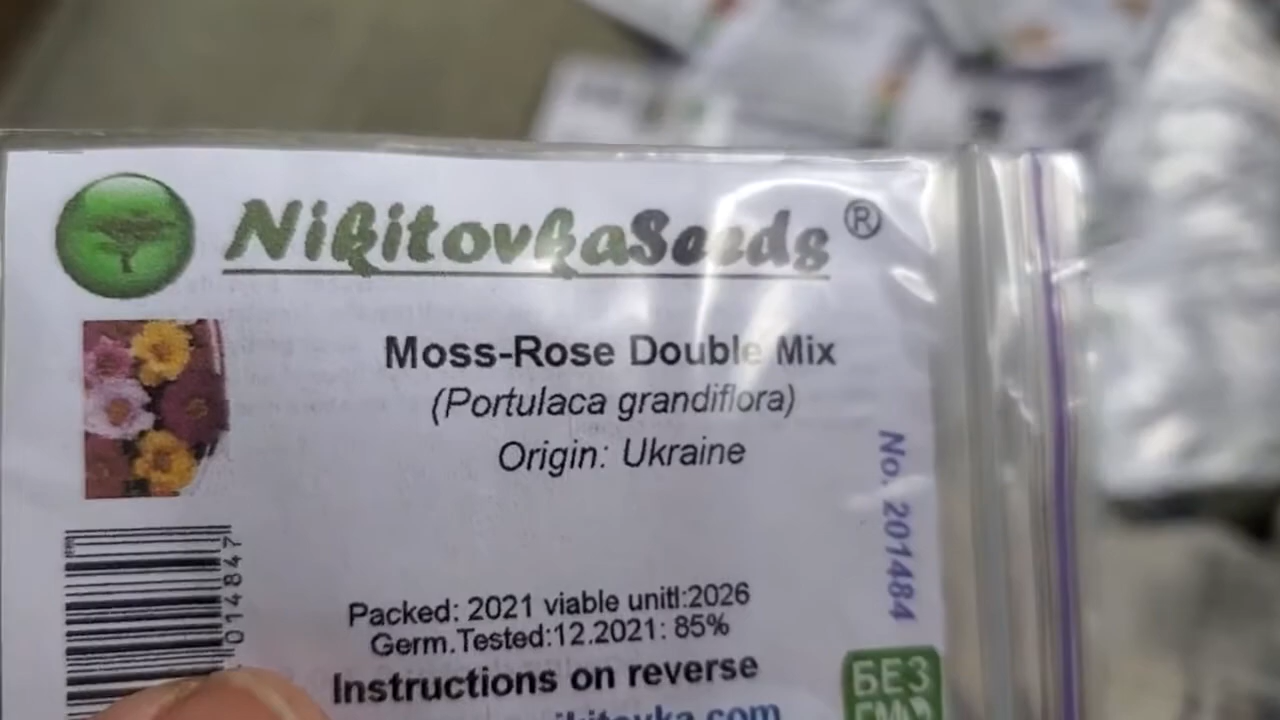 NikitovkaSeeds®
Moss-Rose Double Mix
(Portulaca grandiflora)
Origin: Ukraine
No. 201484
014847
Packed: 2021 viable unitl:2026
Germ.Tested:12.2021: 85%
Instructions on reverse
БЕЗ